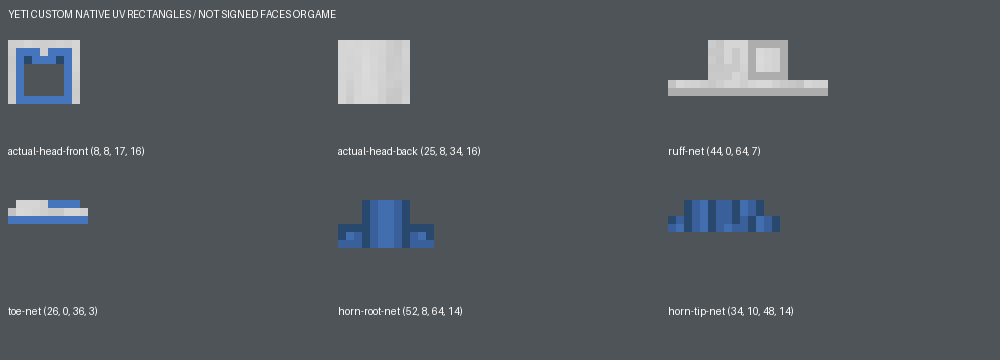 YETI CUSTOM NATIVE UV RECTANGLES / NOT SIGNED FACES OR GAME
actual-head-front (8, 8, 17, 16)
actual-head-back (25, 8, 34, 16)
ruff-net (44, 0, 64, 7)
toe-net (26, 0, 36, 3)
horn-root-net (52, 8, 64, 14)
horn-tip-net (34, 10, 48, 14)